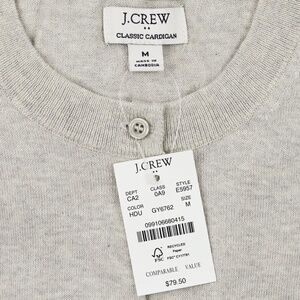 J.CREW
CLASSIC CARDIGAN
M
MADE IN
CAMBODIA
J.CREW
DEPT CLASS STYLE
CA2 0A9 E5957
COLOR SIZE
HDU GY6762 M
099106680415
FSC
RECYCLED
Paper
COMPARABLE VALUE
$79.50